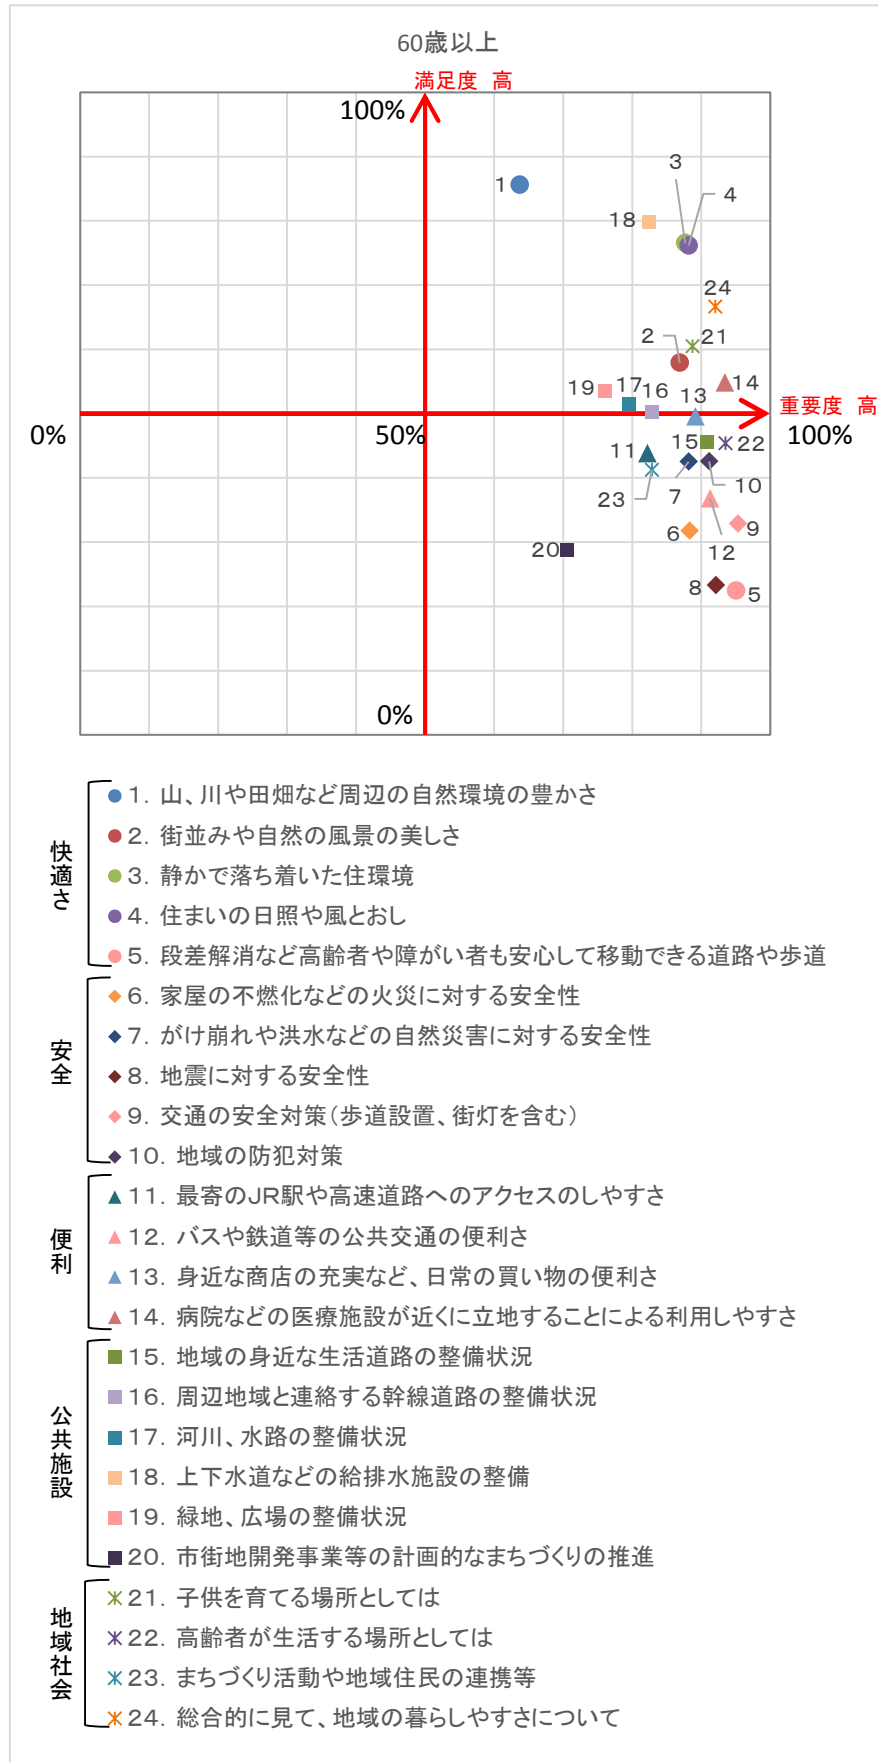 60歳以上
満足度 高
100%
3
1
4
18
24
2
21
19
17
16
13
14
重要度 高
0%
50%
100%
11
15
22
23
7
10
6
12
9
20
8
5
0%
快適さ
1. 山、川や田畑など周辺の自然環境の豊かさ
2. 街並みや自然の風景の美しさ
3. 静かで落ち着いた住環境
4. 住まいの日照や風とおし
5. 段差解消など高齢者や障がい者も安心して移動できる道路や歩道
安全
6. 家屋の不燃化などの火災に対する安全性
7. がけ崩れや洪水などの自然災害に対する安全性
8. 地震に対する安全性
9. 交通の安全対策(歩道設置、街灯を含む)
10. 地域の防犯対策
便利
11. 最寄のJR駅や高速道路へのアクセスのしやすさ
12. バスや鉄道等の公共交通の便利さ
13. 身近な商店の充実など、日常の買い物の便利さ
14. 病院などの医療施設が近くに立地することによる利用しやすさ
公共施設
15. 地域の身近な生活道路の整備状況
16. 周辺地域と連絡する幹線道路の整備状況
17. 河川、水路の整備状況
18. 上下水道などの給排水施設の整備
19. 緑地、広場の整備状況
20. 市街地開発事業等の計画的なまちづくりの推進
地域社会
21. 子供を育てる場所としては
22. 高齢者が生活する場所としては
23. まちづくり活動や地域住民の連携等
24. 総合的に見て、地域の暮らしやすさについて